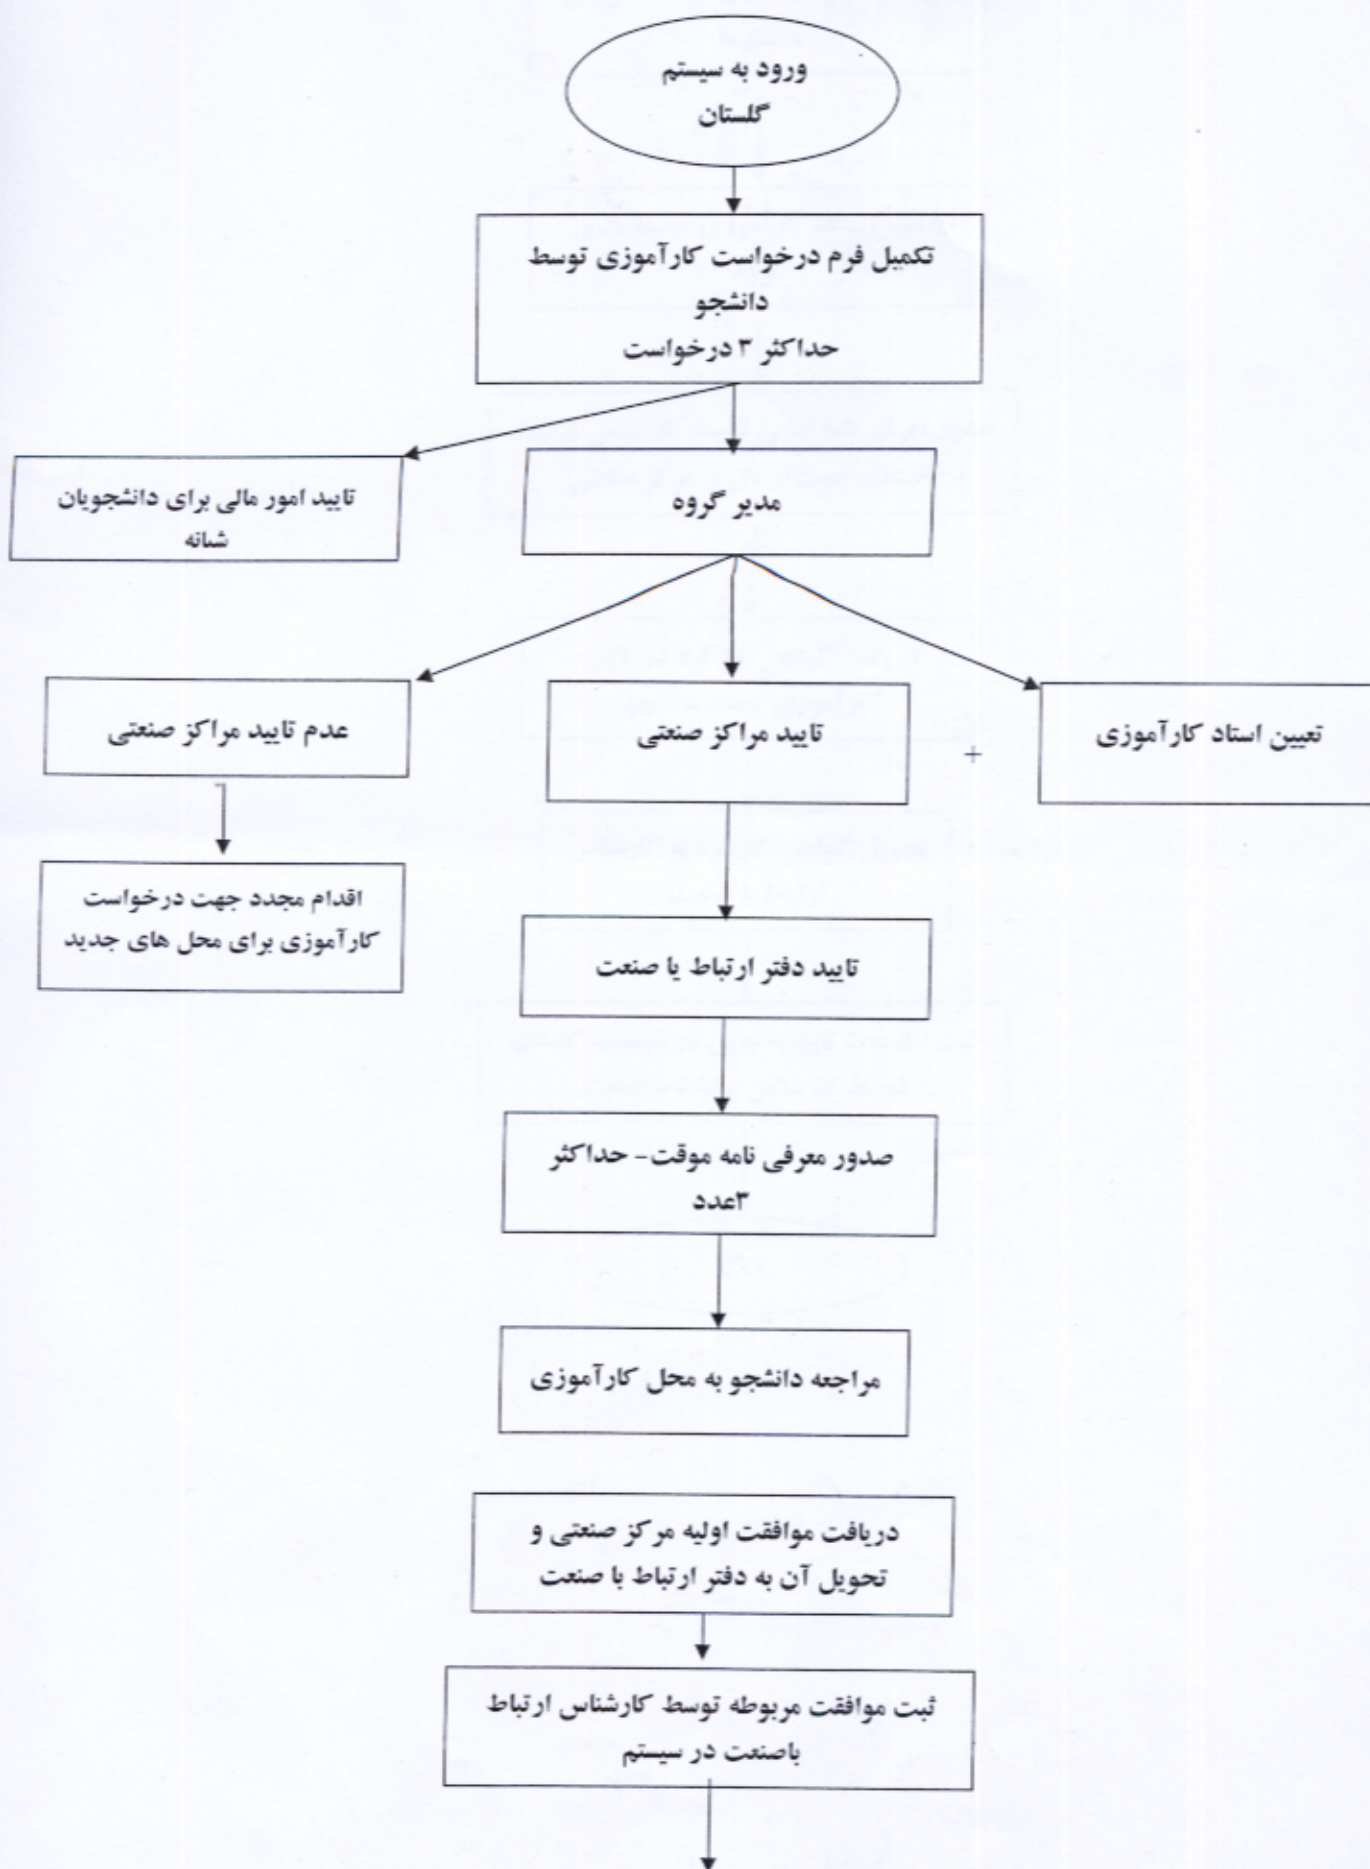 ورود به سیستم
گلستان
تکمیل فرم درخواست کارآموزی توسط
دانشجو
حداکثر ۳ درخواست
تایید امور مالی برای دانشجویان
شبانه
مدیر گروه
تعیین استاد کارآموزی
+
تایید مراکز صنعتی
عدم تایید مراکز صنعتی
اقدام مجدد جهت درخواست
کارآموزی برای محل های جدید
تایید دفتر ارتباط با صنعت
صدور معرفی نامه موقت- حداکثر
۳عدد
مراجعه دانشجو به محل کارآموزی
دریافت موافقت اولیه مرکز صنعتی و
تحویل آن به دفتر ارتباط با صنعت
ثبت موافقت مربوطه توسط کارشناس ارتباط
باصنعت در سیستم